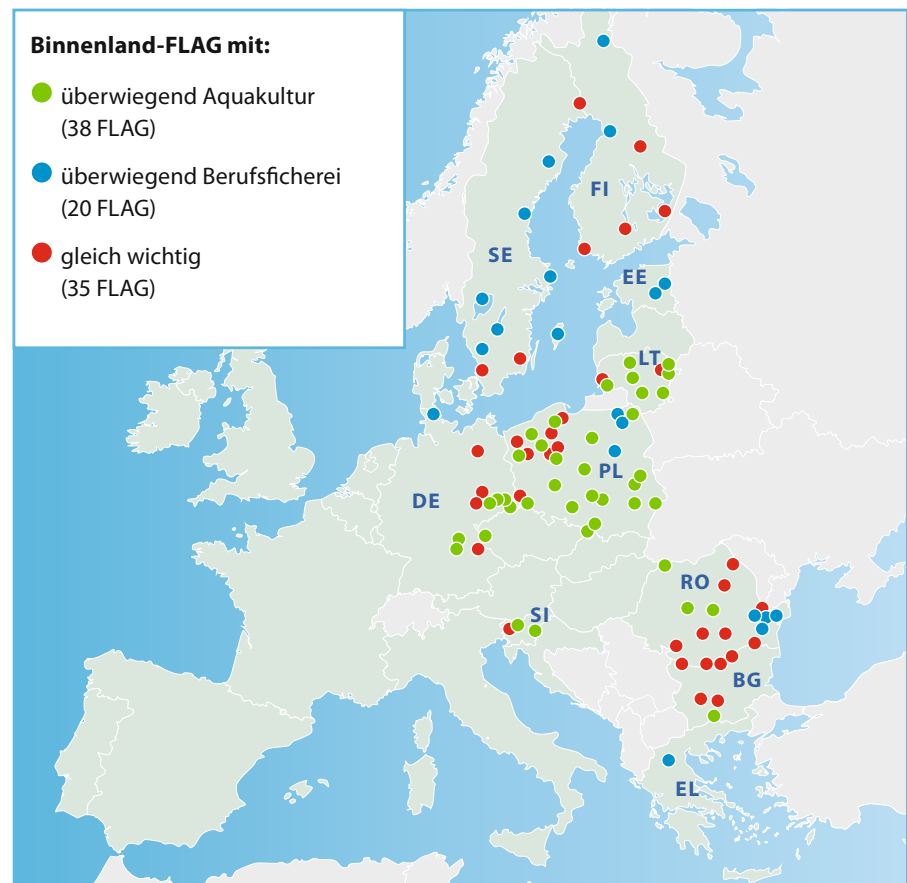 Binnenland-FLAG mit:
überwiegend Aquakultur
(38 FLAG)
überwiegend Berufsficherei
(20 FLAG)
gleich wichtig
(35 FLAG)
FI
SE
EE
LT
PL
DE
RO
SI
BG
EL